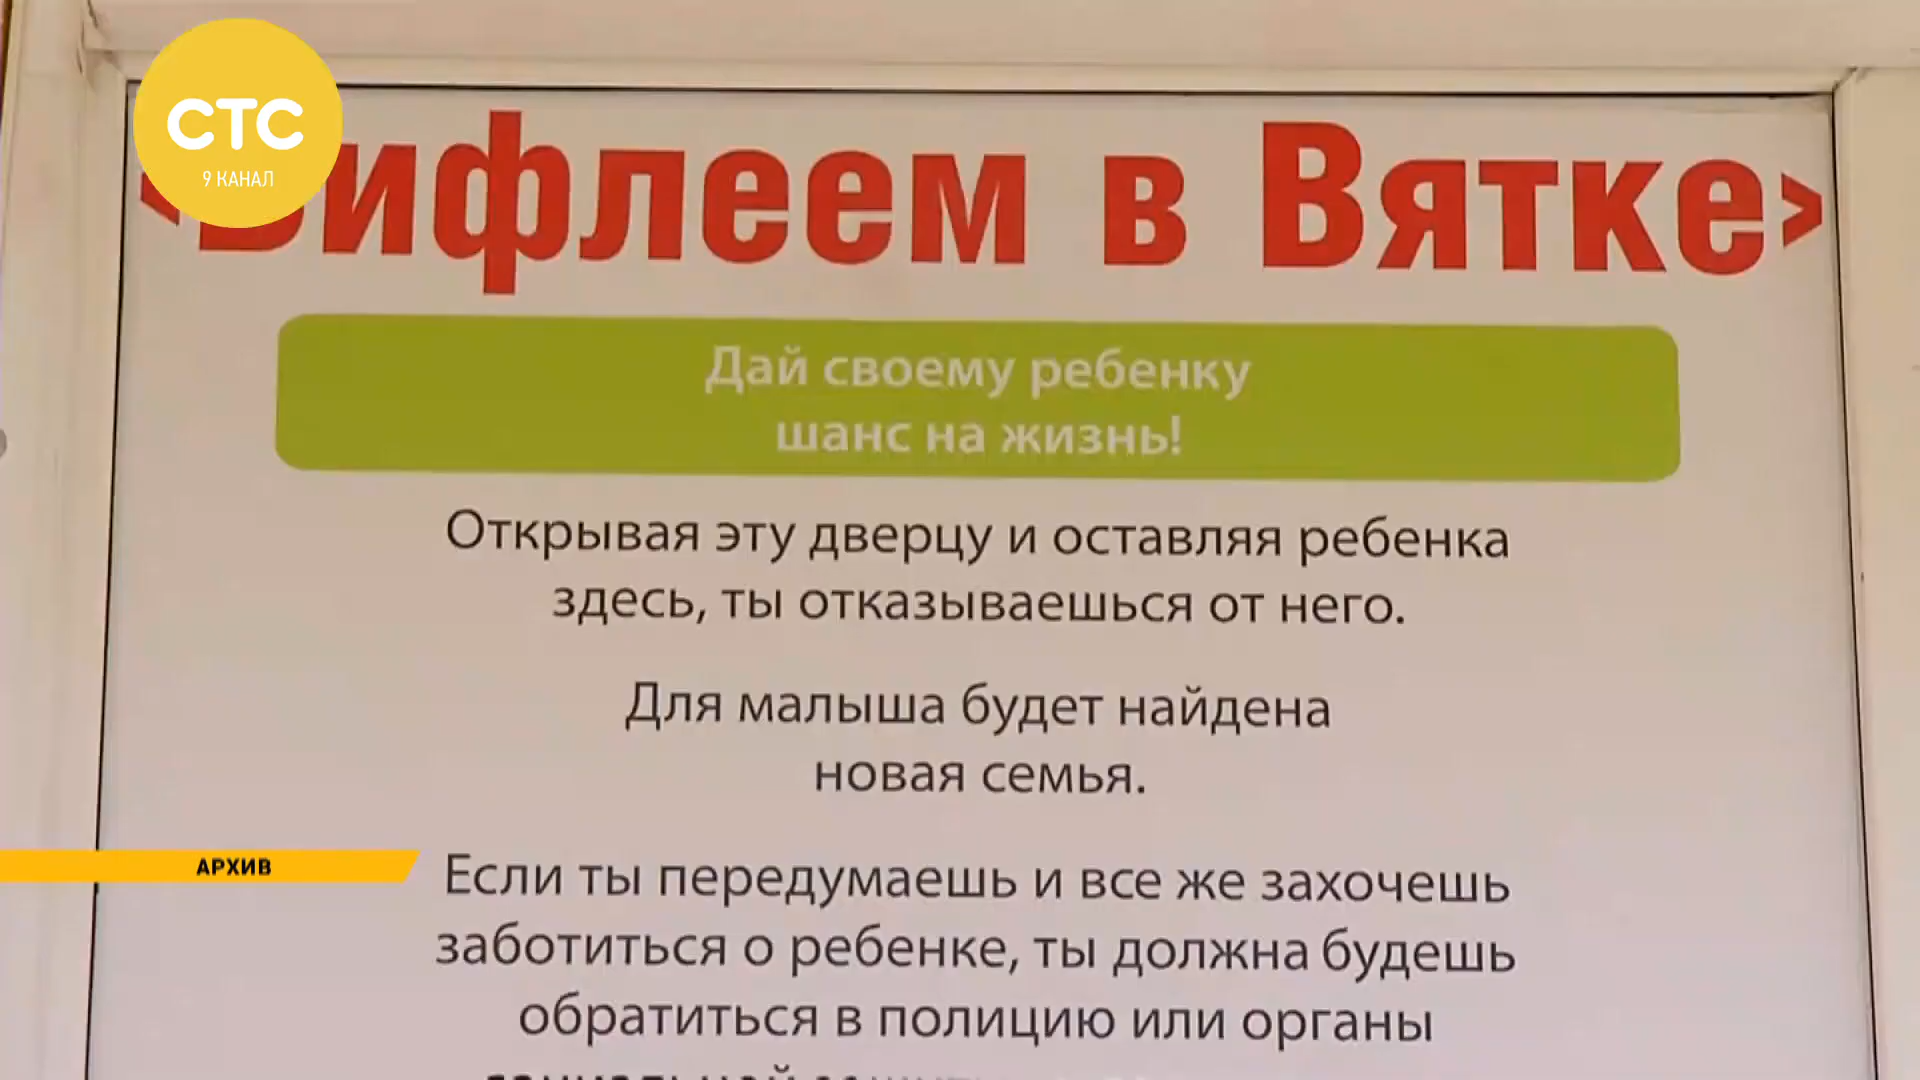 СТС
9 КАНАЛ
<Вифлеем в Вятке>
Дай своему ребенку
шанс на жизнь!
Открывая эту дверцу и оставляя ребенка
здесь, ты отказываешься от него.
Для малыша будет найдена
новая семья.
АРХИВ
Если ты передумаешь и все же захочешь
заботиться о ребенке, ты должна будешь
обратиться в полицию или органы